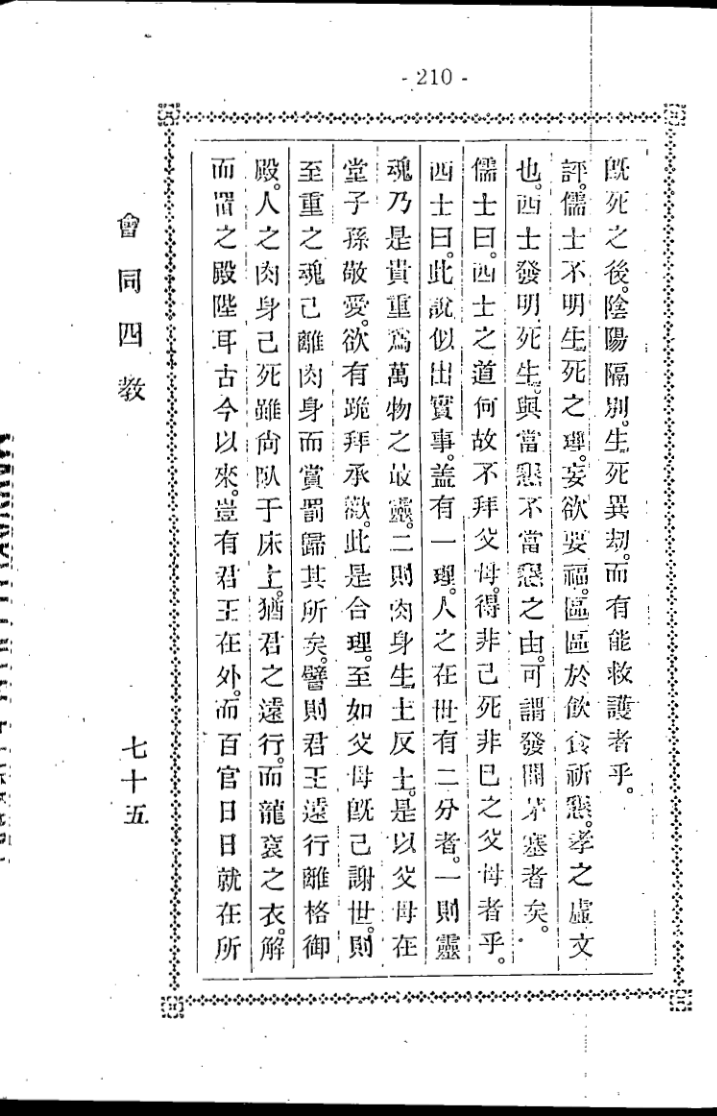 - 210 -
既死之後。陰陽隔別。生死異刼。而有能救護者乎。
評。儒士不明生死之理。妄欲要福。區區於飮食祈懇。孝之虛文
也。西士發明死生。與當懇不當懇之由。可謂發開茅塞者矣。
儒士曰。西士之道何故不拜父母。得非己死非已之父母者乎。
西士曰。此說似出實事。盖有一理。人之在世有二分者。一則靈
魂乃是貴重爲萬物之最靈。二則肉身生土反土。是以父母在
堂子孫敬愛。欲有跪拜承歡。此是合理。至如父母旣己謝世。則
至重之魂己離肉身而賞罰歸其所矣。譬則君王遠行離格御
殿。人之肉身己死雖尙臥于床上。猶君之遠行。而龍袞之衣。解
而置之殿陛耳古今以來。豈有君王在外。而百官日日就在所
會同四教
七十五